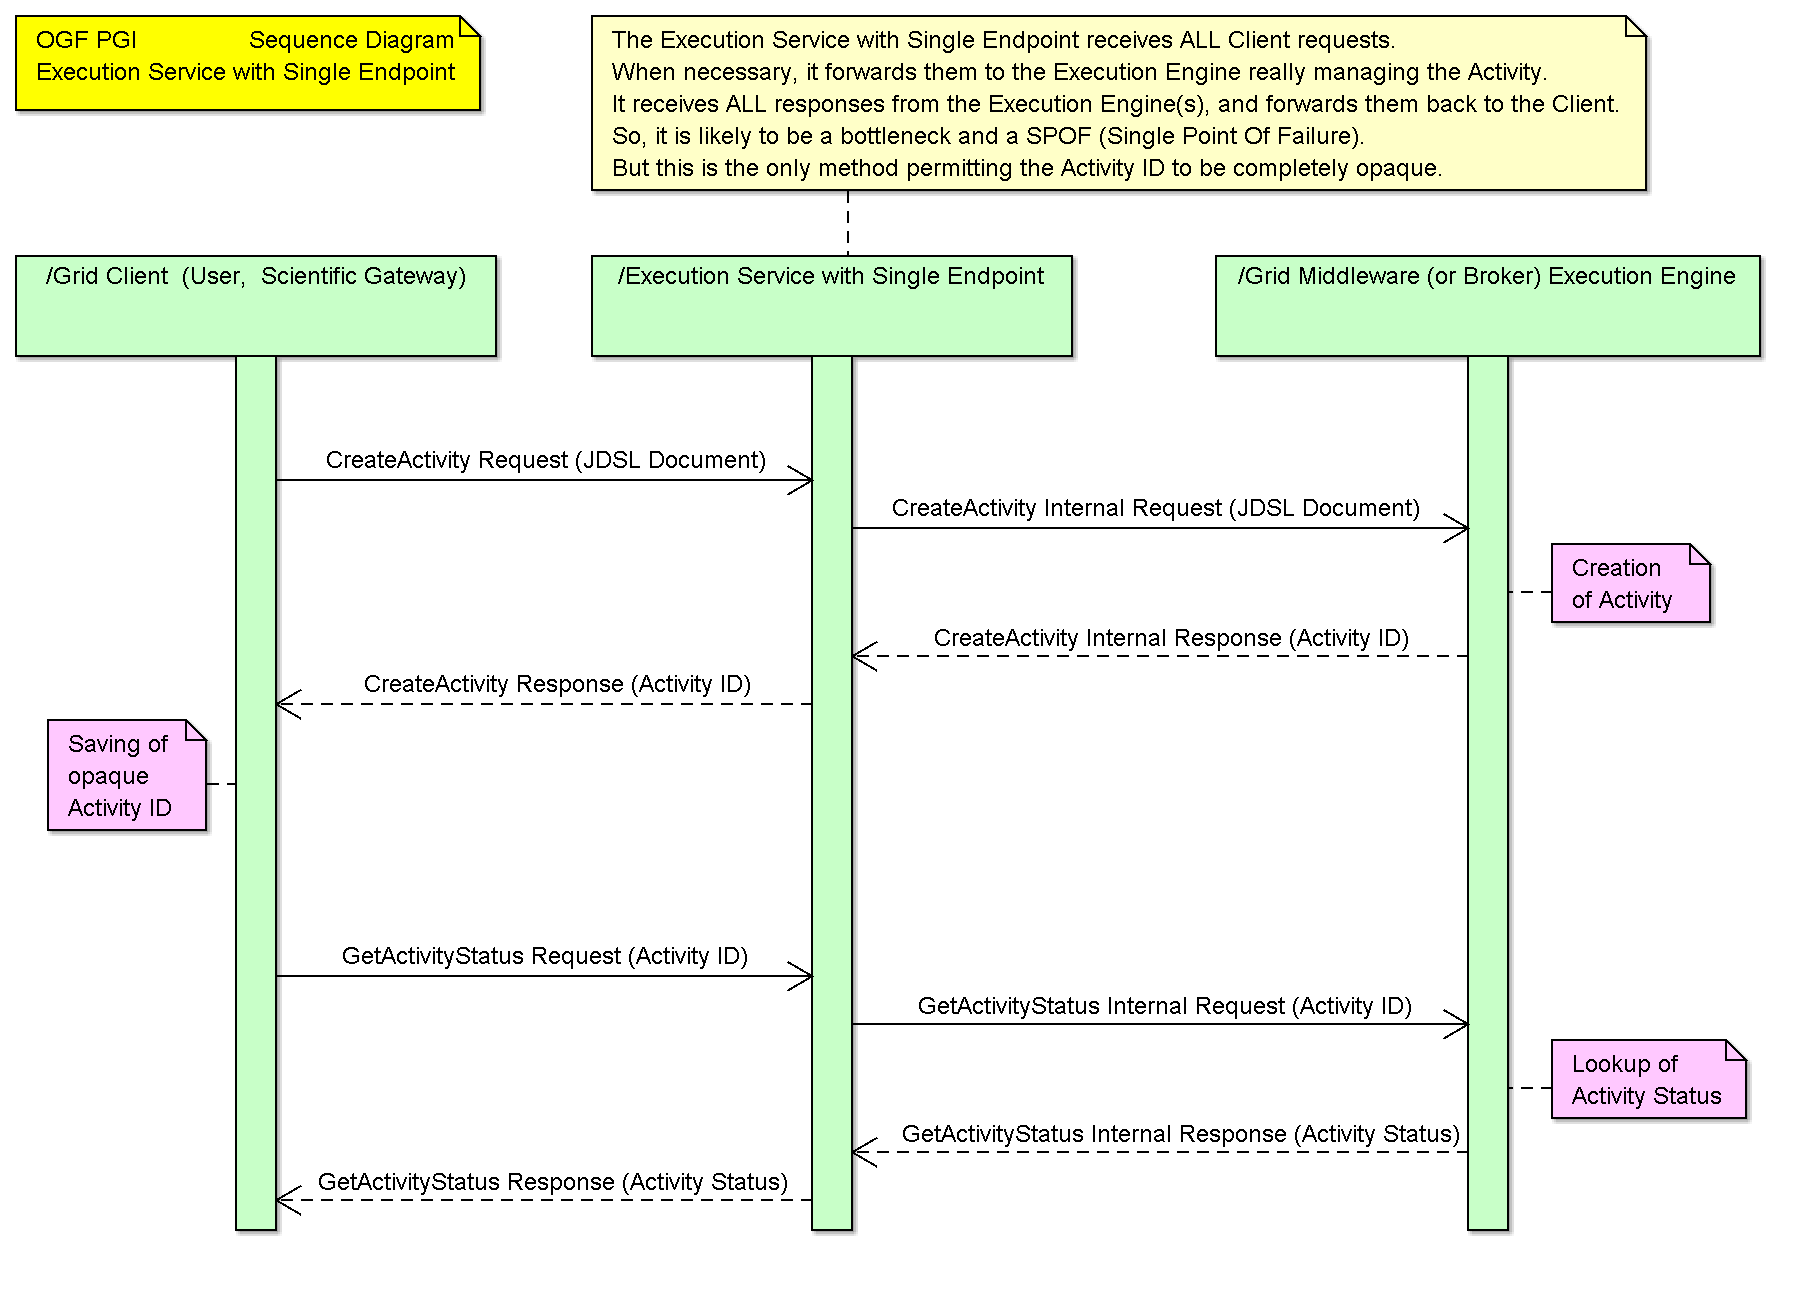 OGF PGI Sequence Diagram
Execution Service with Single Endpoint
The Execution Service with Single Endpoint receives ALL Client requests.
When necessary, it forwards them to the Execution Engine really managing the Activity.
It receives ALL responses from the Execution Engine(s), and forwards them back to the Client.
So, it is likely to be a bottleneck and a SPOF (Single Point Of Failure).
But this is the only method permitting the Activity ID to be completely opaque.
/Grid Client (User, Scientific Gateway)
/Execution Service with Single Endpoint
/Grid Middleware (or Broker) Execution Engine
CreateActivity Request (JDSL Document)
CreateActivity Internal Request (JDSL Document)
Creation
of Activity
CreateActivity Internal Response (Activity ID)
CreateActivity Response (Activity ID)
Saving of
opaque
Activity ID
GetActivityStatus Request (Activity ID)
GetActivityStatus Internal Request (Activity ID)
Lookup of
Activity Status
GetActivityStatus Internal Response (Activity Status)
GetActivityStatus Response (Activity Status)